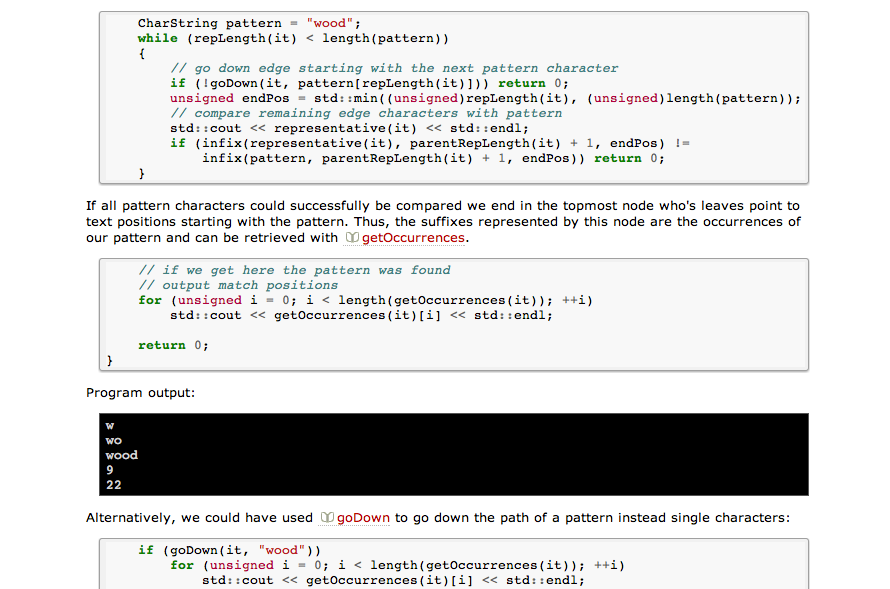 CharString pattern = "wood";
while (repLength(it) < length(pattern))
{
// go down edge starting with the next pattern character
if (!goDown(it, pattern[repLength(it)])) return 0;
unsigned endPos = std::min((unsigned)repLength(it), (unsigned)length(pattern));
// compare remaining edge characters with pattern
std::cout << representative(it) << std::endl;
if (infix(representative(it), parentRepLength(it) + 1, endPos) !=
infix(pattern, parentRepLength(it) + 1, endPos)) return 0;
}
If all pattern characters could successfully be compared we end in the topmost node who's leaves point to
text positions starting with the pattern. Thus, the suffixes represented by this node are the occurrences of
our pattern and can be retrieved with getOccurrences.
// if we get here the pattern was found
// output match positions
for (unsigned i = 0; i < length(getOccurrences(it)); ++i)
std::cout << getOccurrences(it)[i] << std::endl;
return 0;
}
Program output:
w
wo
wood
9
22
Alternatively, we could have used goDown to go down the path of a pattern instead single characters:
if (goDown(it, "wood"))
for (unsigned i = 0; i < length(getOccurrences(it)); ++i)
std::cout << getOccurrences(it)[i] << std::endl;